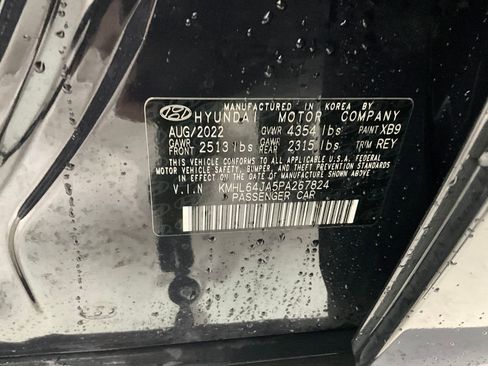 MANUFACTURED IN KOREA BY
HYUNDAI MOTOR COMPANY
AUG/2022 GVWR 4354 lbs PAINT XB9
GAWR FRONT 2513 lbs GAWR REAR 2315 lbs TRIM REY
THIS VEHICLE CONFORMS TO ALL APPLICABLE U.S.A. FEDERAL
MOTOR VEHICLE SAFETY, BUMPER, AND THEFT PREVENTION STANDARDS
IN EFFECT ON THE DATE OF MANUFACTURE SHOWN ABOVE.
V.I.N KMHL64JA5PA267824
PASSENGER CAR